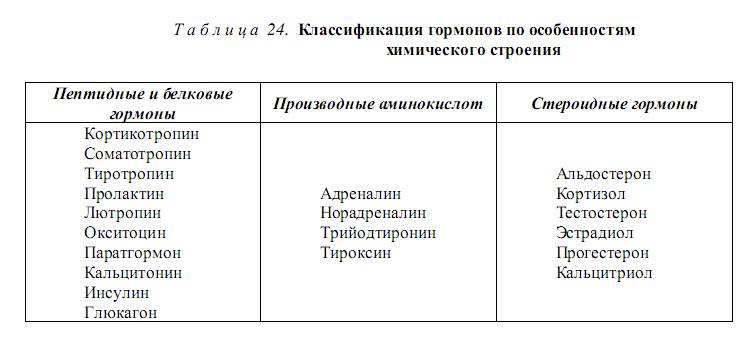 Таблица 24. Классификация гормонов по особенностям
химического строения
Пептидные и белковые
гормоны
Производные аминокислот
Стероидные гормоны
Кортикотропин
Соматотропин
Тиротропин
Пролактин
Лютропин
Окситоцин
Паратгормон
Кальцитонин
Инсулин
Глюкагон
Адреналин
Норадреналин
Трийодтиронин
Тироксин
Альдостерон
Кортизол
Тестостерон
Эстрадиол
Прогестерон
Кальцитриол